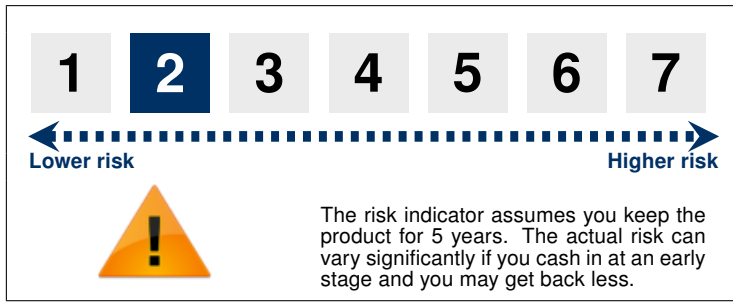 1 2 3 4 5 6 7
Lower risk Higher risk
!
The risk indicator assumes you keep the
product for 5 years. The actual risk can
vary significantly if you cash in at an early
stage and you may get back less.